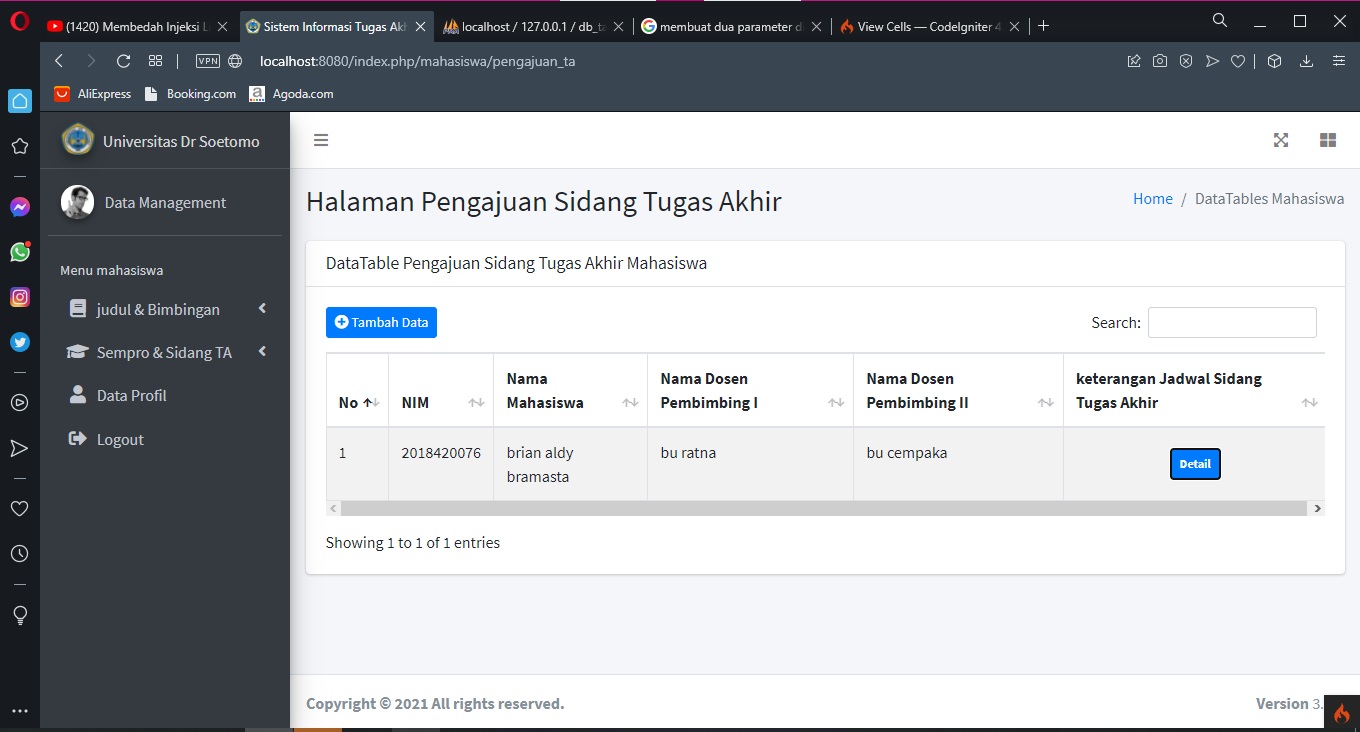 (1420) Membedah Injeksi L
Sistem Informasi Tugas Akh
localhost / 127.0.0.1 / db_ta
membuat dua parameter d
View Cells — CodeIgniter 4
VPN
localhost:8080/index.php/mahasiswa/pengajuan_ta
AliExpress
Booking.com
Agoda.com
Universitas Dr Soetomo
Data Management
Menu mahasiswa
judul & Bimbingan
Sempro & Sidang TA
Data Profil
Logout
Halaman Pengajuan Sidang Tugas Akhir
Home / DataTables Mahasiswa
DataTable Pengajuan Sidang Tugas Akhir Mahasiswa
Tambah Data
Search:
No
NIM
Nama
Mahasiswa
Nama Dosen
Pembimbing I
Nama Dosen
Pembimbing II
keterangan Jadwal Sidang
Tugas Akhir
1
2018420076
brian aldy
bramasta
bu ratna
bu cempaka
Detail
Showing 1 to 1 of 1 entries
Copyright © 2021 All rights reserved.
Version 3.